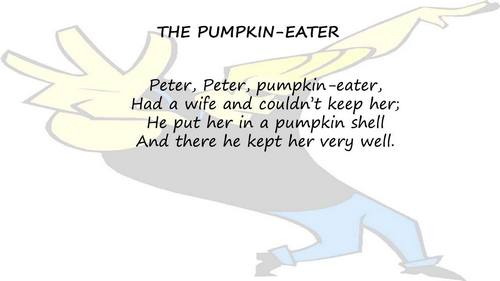 THE PUMPKIN-EATER
Peter, Peter, pumpkin-eater,
Had a wife and couldn't keep her;
He put her in a pumpkin shell
And there he kept her very well.